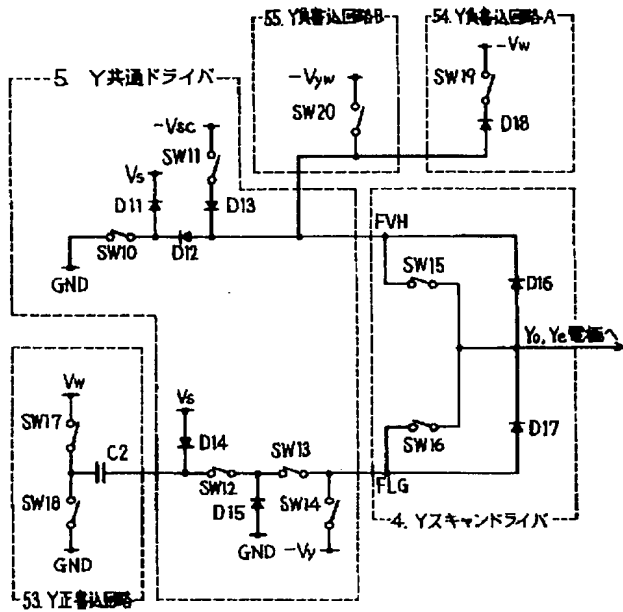 55. Y負書込回路-B
54. Y負書込回路-A
5. Y共通ドライバ
-Vyw
-Vw
SW20
SW19
D18
-Vsc
SW11
Vs
D11
D13
SW10
D12
GND
FVH
SW15
D16
Yo, Ye電極へ
Vw
SW17
C2
SW18
GND
53. Y正書込回路
Vs
D14
SW12
SW13
D15
SW14
GND
-Vy
SW16
FLG
D17
4. Yスキャンドライバ